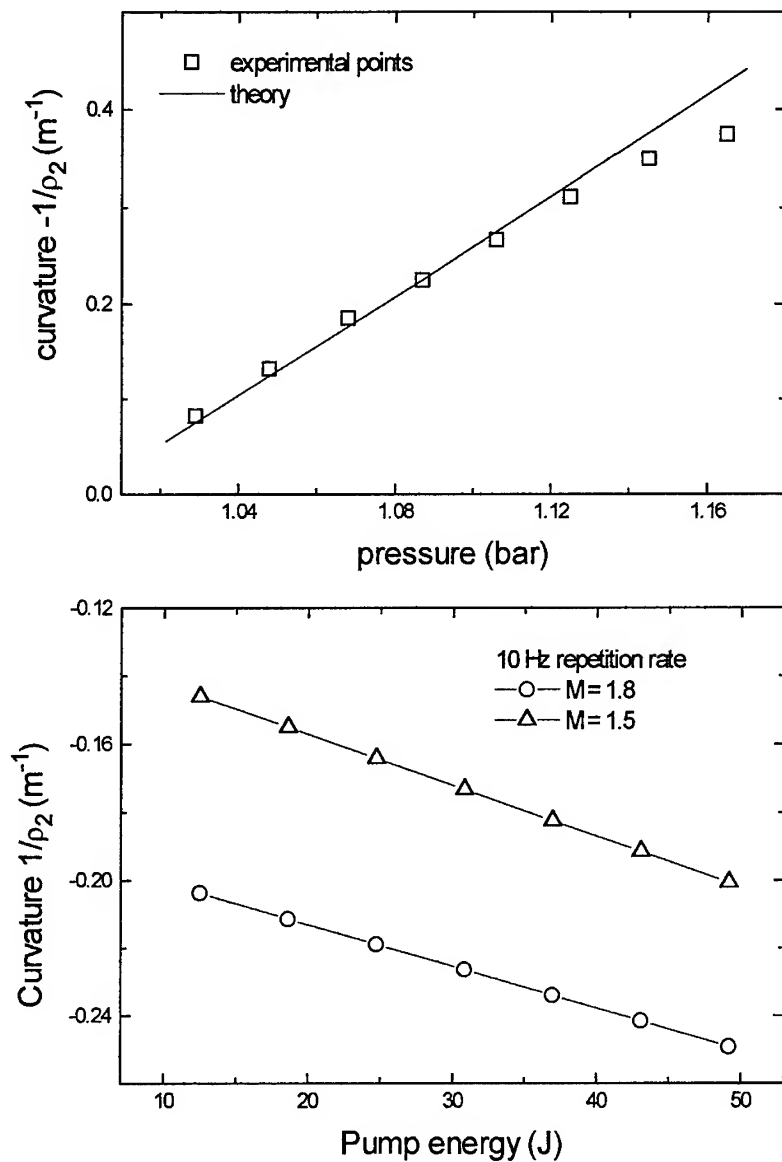 experimental points
theory
0.4
0.2
0.0
curvature -1/ρ₂ (m⁻¹)
1.04 1.08 1.12 1.16
pressure (bar)
-0.12
-0.16
-0.20
-0.24
Curvature 1/ρ₂ (m⁻¹)
10 Hz repetition rate
M = 1.8
M = 1.5
10 20 30 40 50
Pump energy (J)